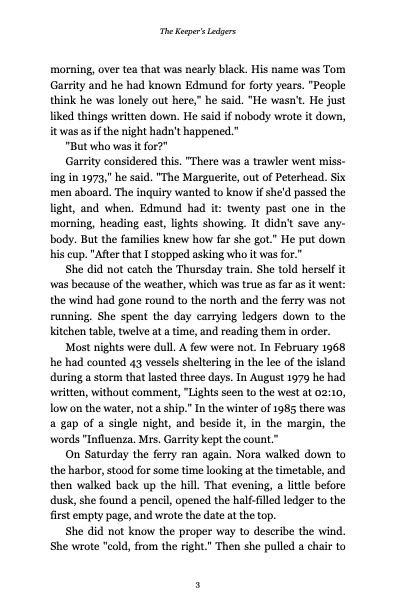 The Keeper's Ledgers
morning, over tea that was nearly black. His name was Tom
Garrity and he had known Edmund for forty years. "People
think he was lonely out here," he said. "He wasn't. He just
liked things written down. He said if nobody wrote it down,
it was as if the night hadn't happened."
"But who was it for?"
Garrity considered this. "There was a trawler went miss-
ing in 1973," he said. "The Marguerite, out of Peterhead. Six
men aboard. The inquiry wanted to know if she'd passed the
light, and when. Edmund had it: twenty past one in the
morning, heading east, lights showing. It didn't save any-
body. But the families knew how far she got." He put down
his cup. "After that I stopped asking who it was for."
She did not catch the Thursday train. She told herself it
was because of the weather, which was true as far as it went:
the wind had gone round to the north and the ferry was not
running. She spent the day carrying ledgers down to the
kitchen table, twelve at a time, and reading them in order.
Most nights were dull. A few were not. In February 1968
he had counted 43 vessels sheltering in the lee of the island
during a storm that lasted three days. In August 1979 he had
written, without comment, "Lights seen to the west at 02:10,
low on the water, not a ship." In the winter of 1985 there was
a gap of a single night, and beside it, in the margin, the
words "Influenza. Mrs. Garrity kept the count."
On Saturday the ferry ran again. Nora walked down to
the harbor, stood for some time looking at the timetable, and
then walked back up the hill. That evening, a little before
dusk, she found a pencil, opened the half-filled ledger to the
first empty page, and wrote the date at the top.
She did not know the proper way to describe the wind.
She wrote "cold, from the right." Then she pulled a chair to
3